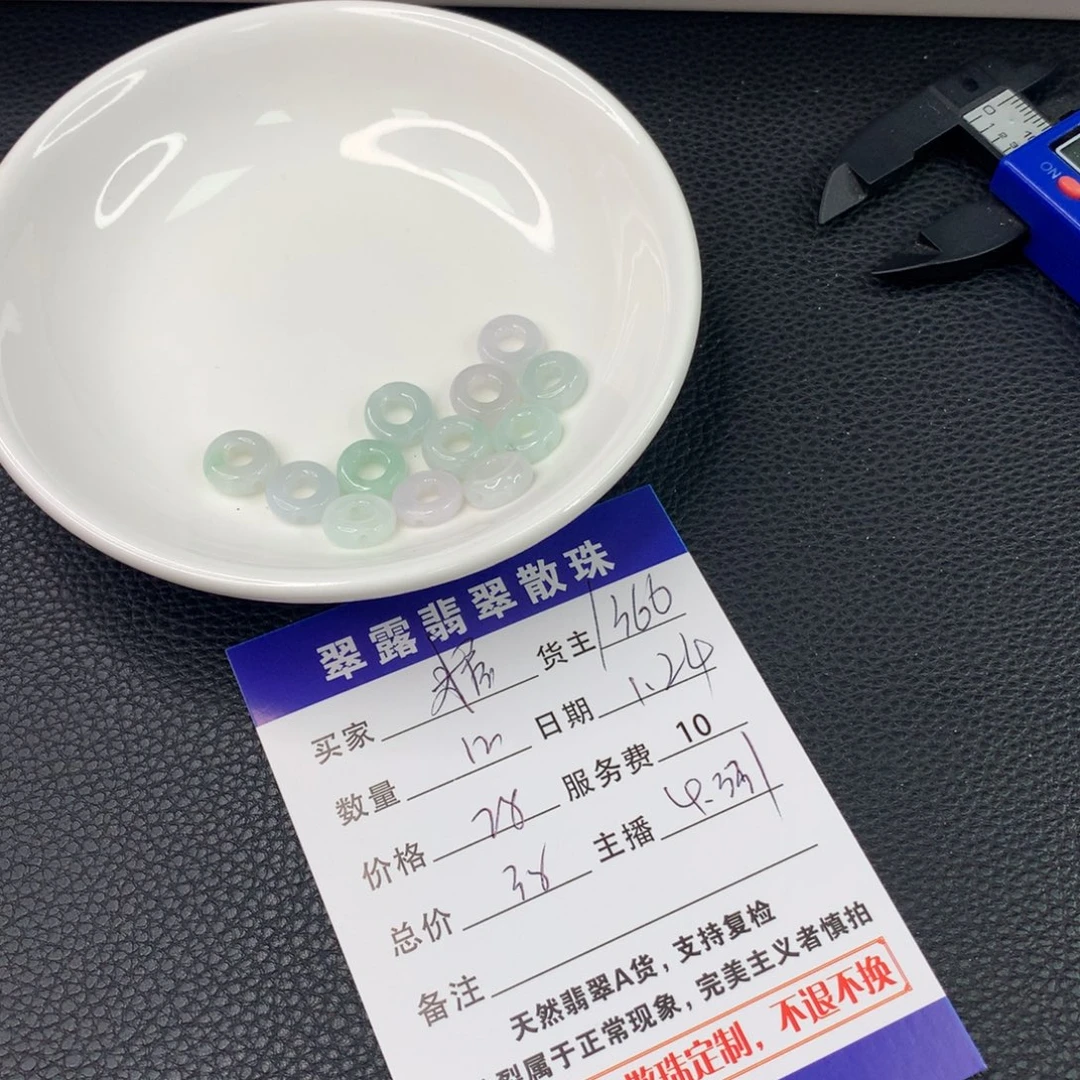 翠露翡翠散珠
买家 货主 1366
数量 12 日期 1.24
价格 28 服务费 10
总价 38 主播
备注
天然翡翠A货，支持复检
裂属于正常现象，完美主义者慎拍
散珠定制，不退不换
0
ON